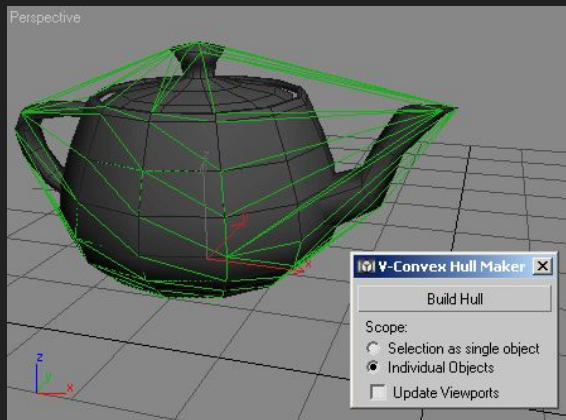 Perspective
V-Convex Hull Maker
Build Hull
Scope:
Selection as single object
Individual Objects
Update Viewports
z
y
x
z
y
x